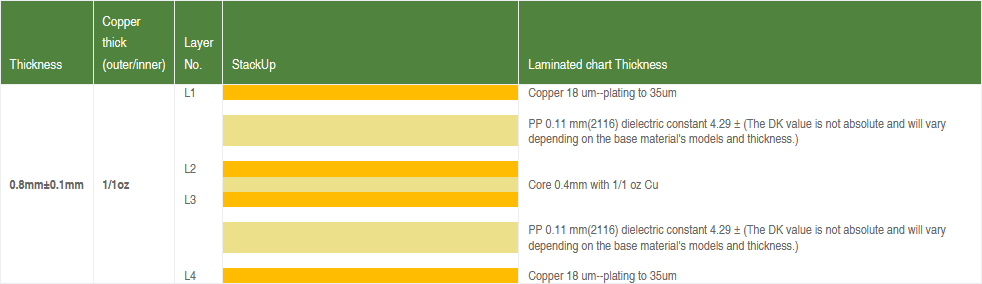 Thickness
Copper
thick
(outer/inner)
Layer
No.
StackUp
Laminated chart Thickness
0.8mm±0.1mm
1/1oz
L1
Copper 18 um--plating to 35um
PP 0.11 mm(2116) dielectric constant 4.29 ± (The DK value is not absolute and will vary
depending on the base material's models and thickness.)
L2
Core 0.4mm with 1/1 oz Cu
L3
PP 0.11 mm(2116) dielectric constant 4.29 ± (The DK value is not absolute and will vary
depending on the base material's models and thickness.)
L4
Copper 18 um--plating to 35um